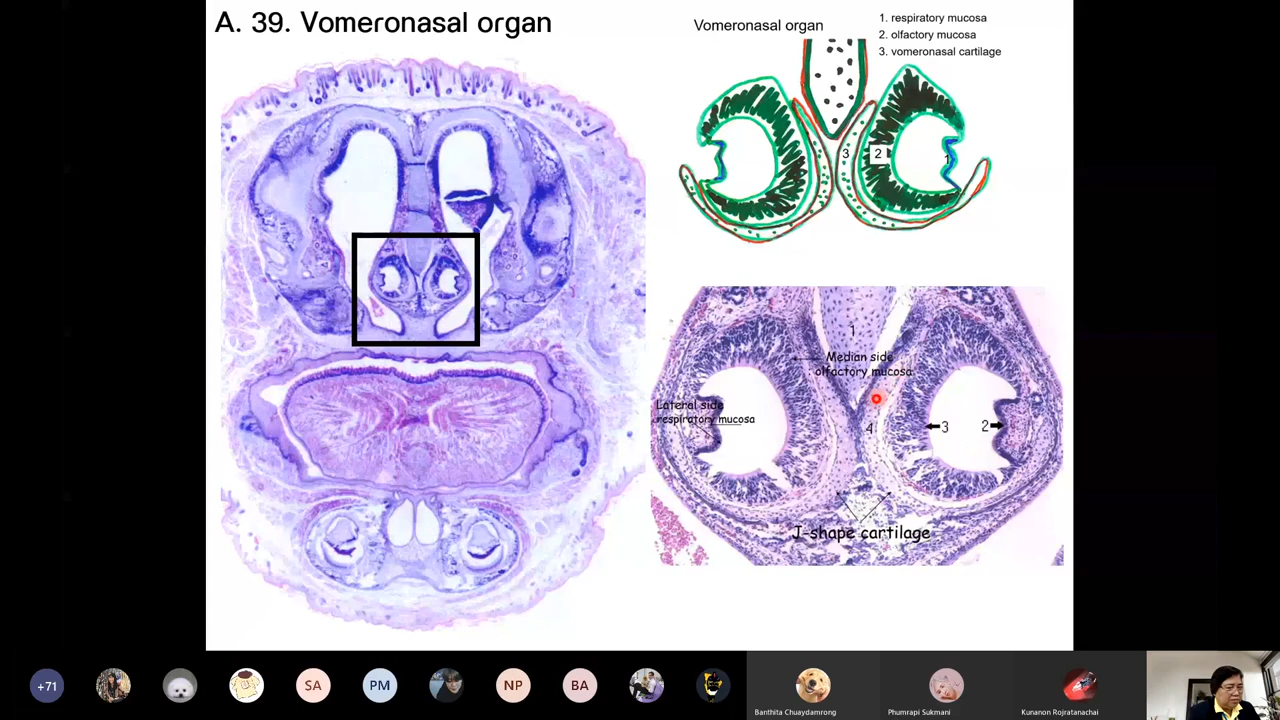 A. 39. Vomeronasal organ
Vomeronasal organ
1. respiratory mucosa
2. olfactory mucosa
3. vomeronasal cartilage
3
2
1
1
Median side
olfactory mucosa
Lateral side
respiratory mucosa
4
3
2
J-shape cartilage
+71
SA
PM
NP
BA
Banthita Chuaydamrong
Phumrapi Sukmani
Kunanon Rojratanachai